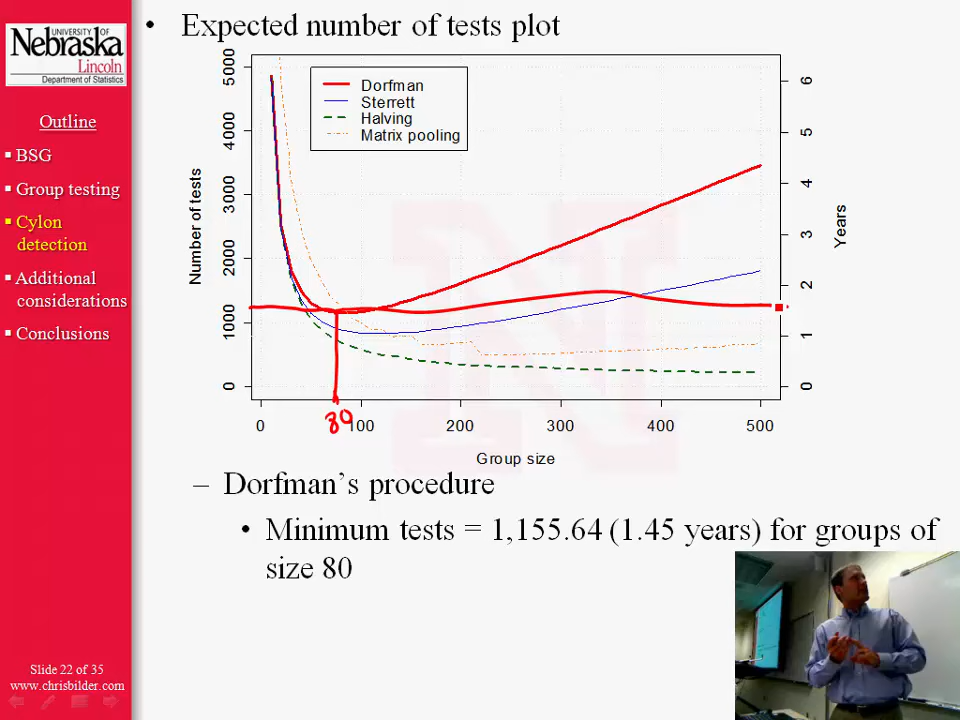 UNIVERSITY OF
Nebraska
Lincoln
Department of Statistics
Outline
▪ BSG
▪ Group testing
▪ Cylon
detection
▪ Additional
considerations
▪ Conclusions
Slide 22 of 35
www.chrisbilder.com
• Expected number of tests plot
Dorfman
Sterrett
Halving
Matrix pooling
Number of tests
5000
4000
3000
2000
1000
0
6
5
4
3
2
1
0
Years
80
0 100 200 300 400 500
Group size
– Dorfman's procedure
• Minimum tests = 1,155.64 (1.45 years) for groups of
size 80